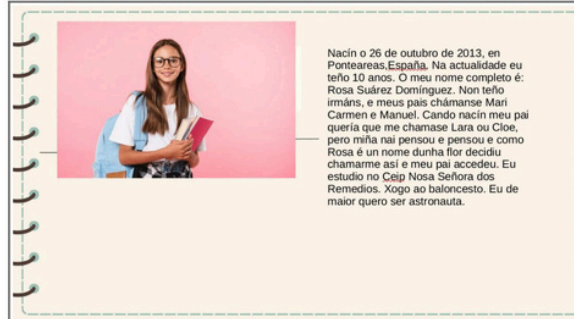 Nacín o 26 de outubro de 2013, en
Ponteareas,España. Na actualidade eu
teño 10 anos. O meu nome completo é:
Rosa Suárez Domínguez. Non teño
irmáns, e meus pais chámanse Mari
Carmen e Manuel. Cando nacín meu pai
quería que me chamase Lara ou Cloe,
pero miña nai pensou e pensou e como
Rosa é un nome dunha flor decidiu
chamarme así e meu pai accedeu. Eu
estudio no Ceip Nosa Señora dos
Remedios. Xogo ao baloncesto. Eu de
maior quero ser astronauta.